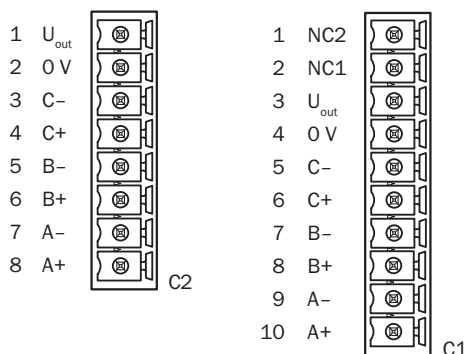 1 U_out
2 0 V
3 C–
4 C+
5 B–
6 B+
7 A–
8 A+
C2
1 NC2
2 NC1
3 U_out
4 0 V
5 C–
6 C+
7 B–
8 B+
9 A–
10 A+
C1